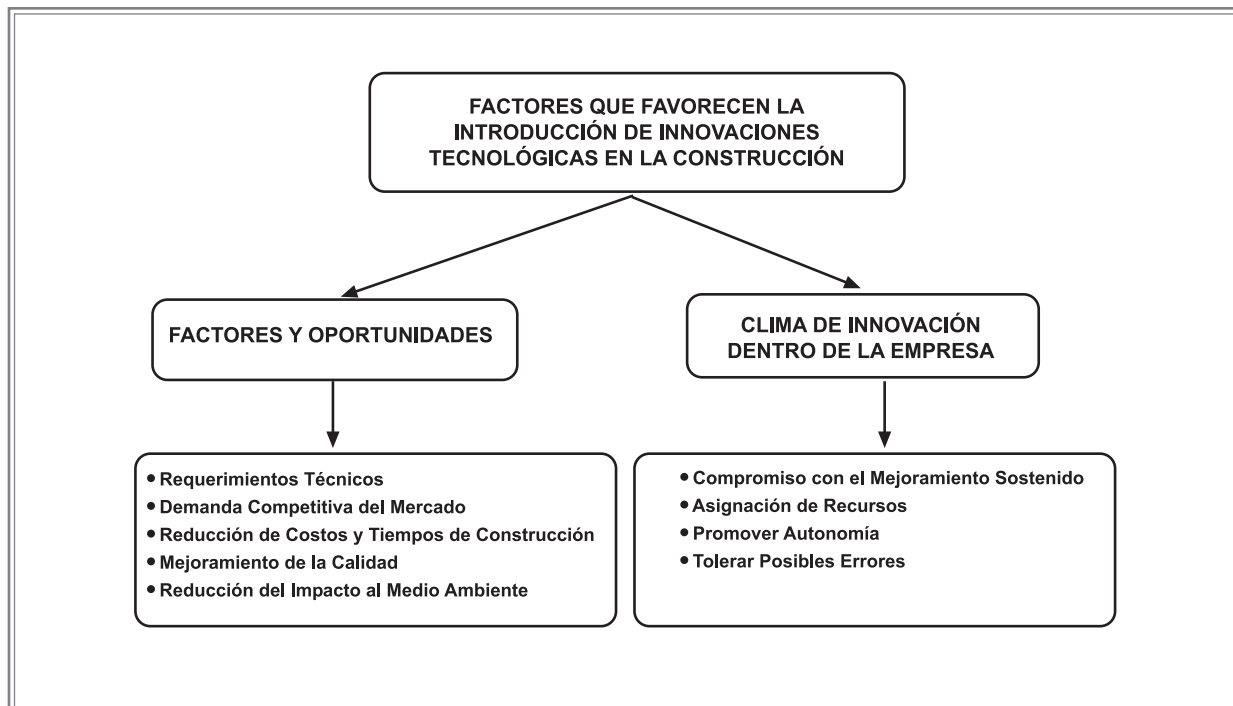 FACTORES QUE FAVORECEN LA
INTRODUCCIÓN DE INNOVACIONES
TECNOLÓGICAS EN LA CONSTRUCCIÓN
FACTORES Y OPORTUNIDADES
CLIMA DE INNOVACIÓN
DENTRO DE LA EMPRESA
• Requerimientos Técnicos
• Demanda Competitiva del Mercado
• Reducción de Costos y Tiempos de Construcción
• Mejoramiento de la Calidad
• Reducción del Impacto al Medio Ambiente
• Compromiso con el Mejoramiento Sostenido
• Asignación de Recursos
• Promover Autonomía
• Tolerar Posibles Errores